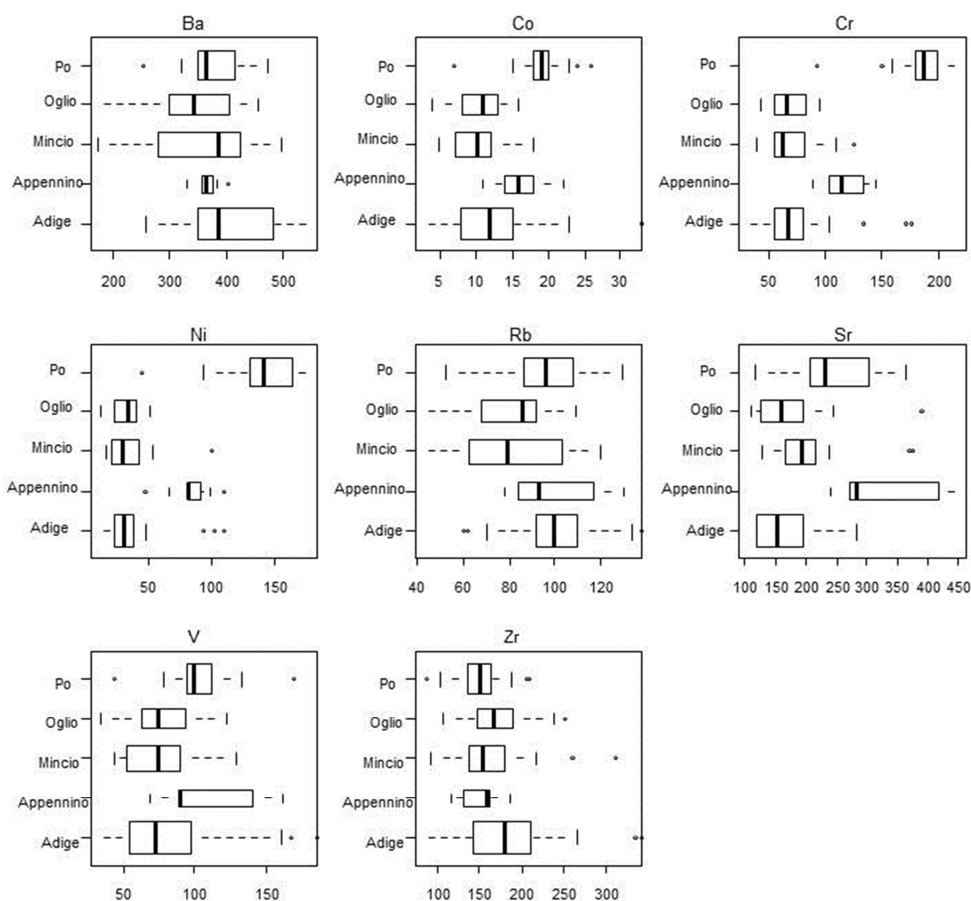 Ba
Po
Oglio
Mincio
Appennino
Adige
200 300 400 500
Co
Po
Oglio
Mincio
Appennino
Adige
5 10 15 20 25 30
Cr
Po
Oglio
Mincio
Appennino
Adige
50 100 150 200
Ni
Po
Oglio
Mincio
Appennino
Adige
50 100 150
Rb
Po
Oglio
Mincio
Appennino
Adige
40 60 80 100 120
Sr
Po
Oglio
Mincio
Appennino
Adige
100 150 200 250 300 350 400 450
V
Po
Oglio
Mincio
Appennino
Adige
50 100 150
Zr
Po
Oglio
Mincio
Appennino
Adige
100 150 200 250 300